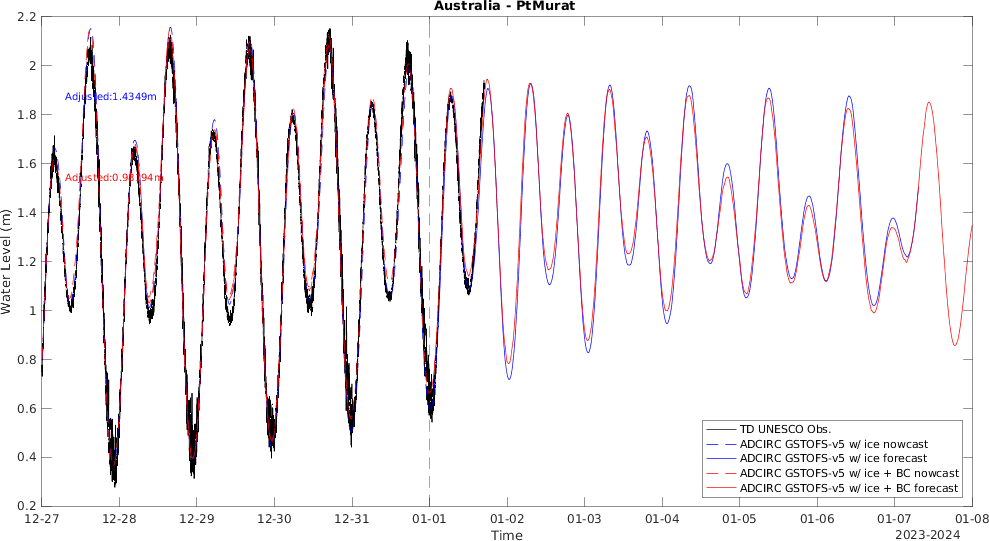 Australia - PtMurat
2.2
2
1.8
1.6
1.4
1.2
1
0.8
0.6
0.4
0.2
Water Level (m)
Adjusted:1.4349m
TD UNESCO Obs.
ADCIRC GSTOFS-v5 w/ ice nowcast
ADCIRC GSTOFS-v5 w/ ice forecast
ADCIRC GSTOFS-v5 w/ ice + BC nowcast
ADCIRC GSTOFS-v5 w/ ice + BC forecast
12-27 12-28 12-29 12-30 12-31 01-01 01-02 01-03 01-04 01-05 01-06 01-07 01-08
Time
2023-2024